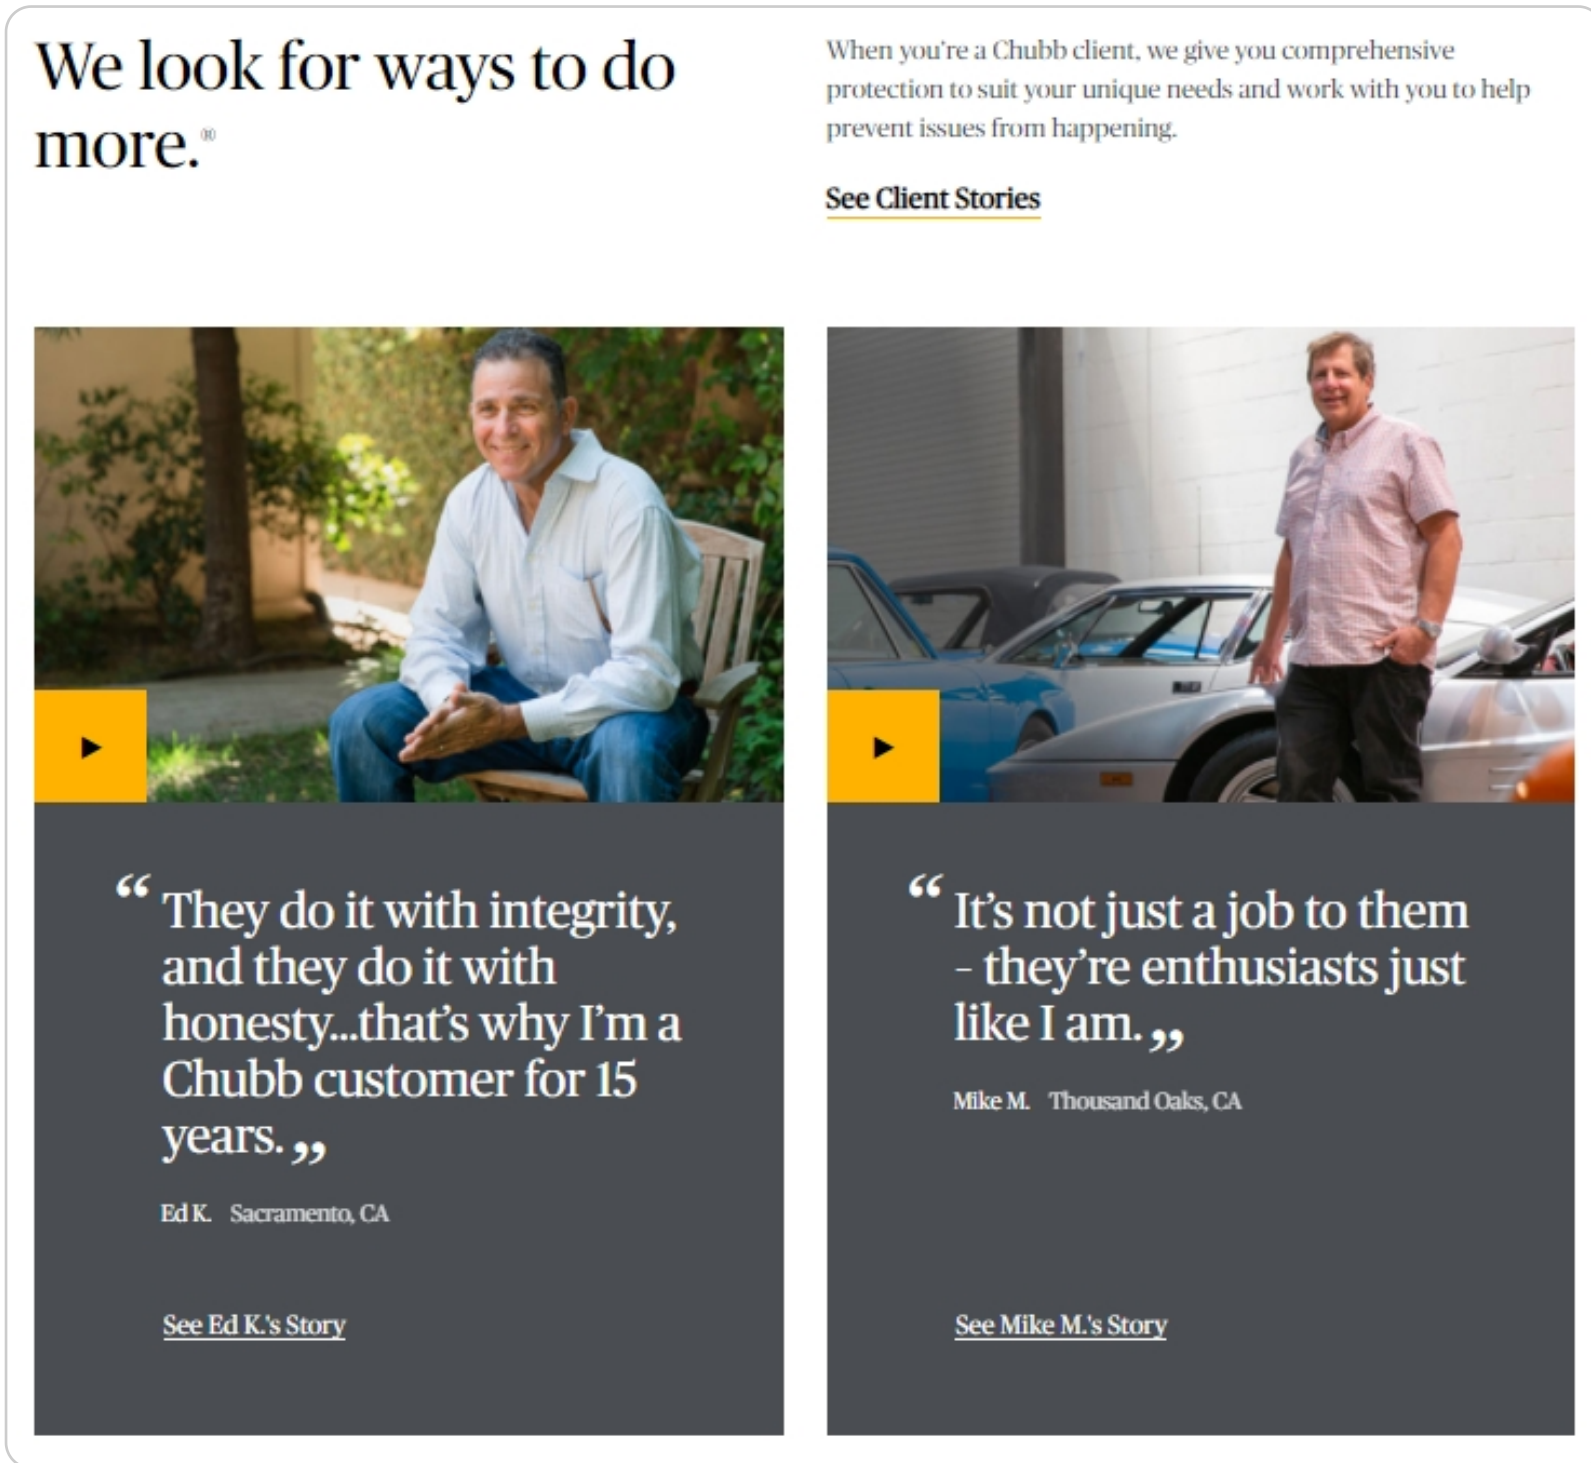 We look for ways to do
more.®
When you're a Chubb client, we give you comprehensive
protection to suit your unique needs and work with you to help
prevent issues from happening.
See Client Stories
“They do it with integrity,
and they do it with
honesty...that’s why I’m a
Chubb customer for 15
years.”
Ed K. Sacramento, CA
See Ed K.'s Story
“It’s not just a job to them
– they’re enthusiasts just
like I am.”
Mike M. Thousand Oaks, CA
See Mike M.'s Story